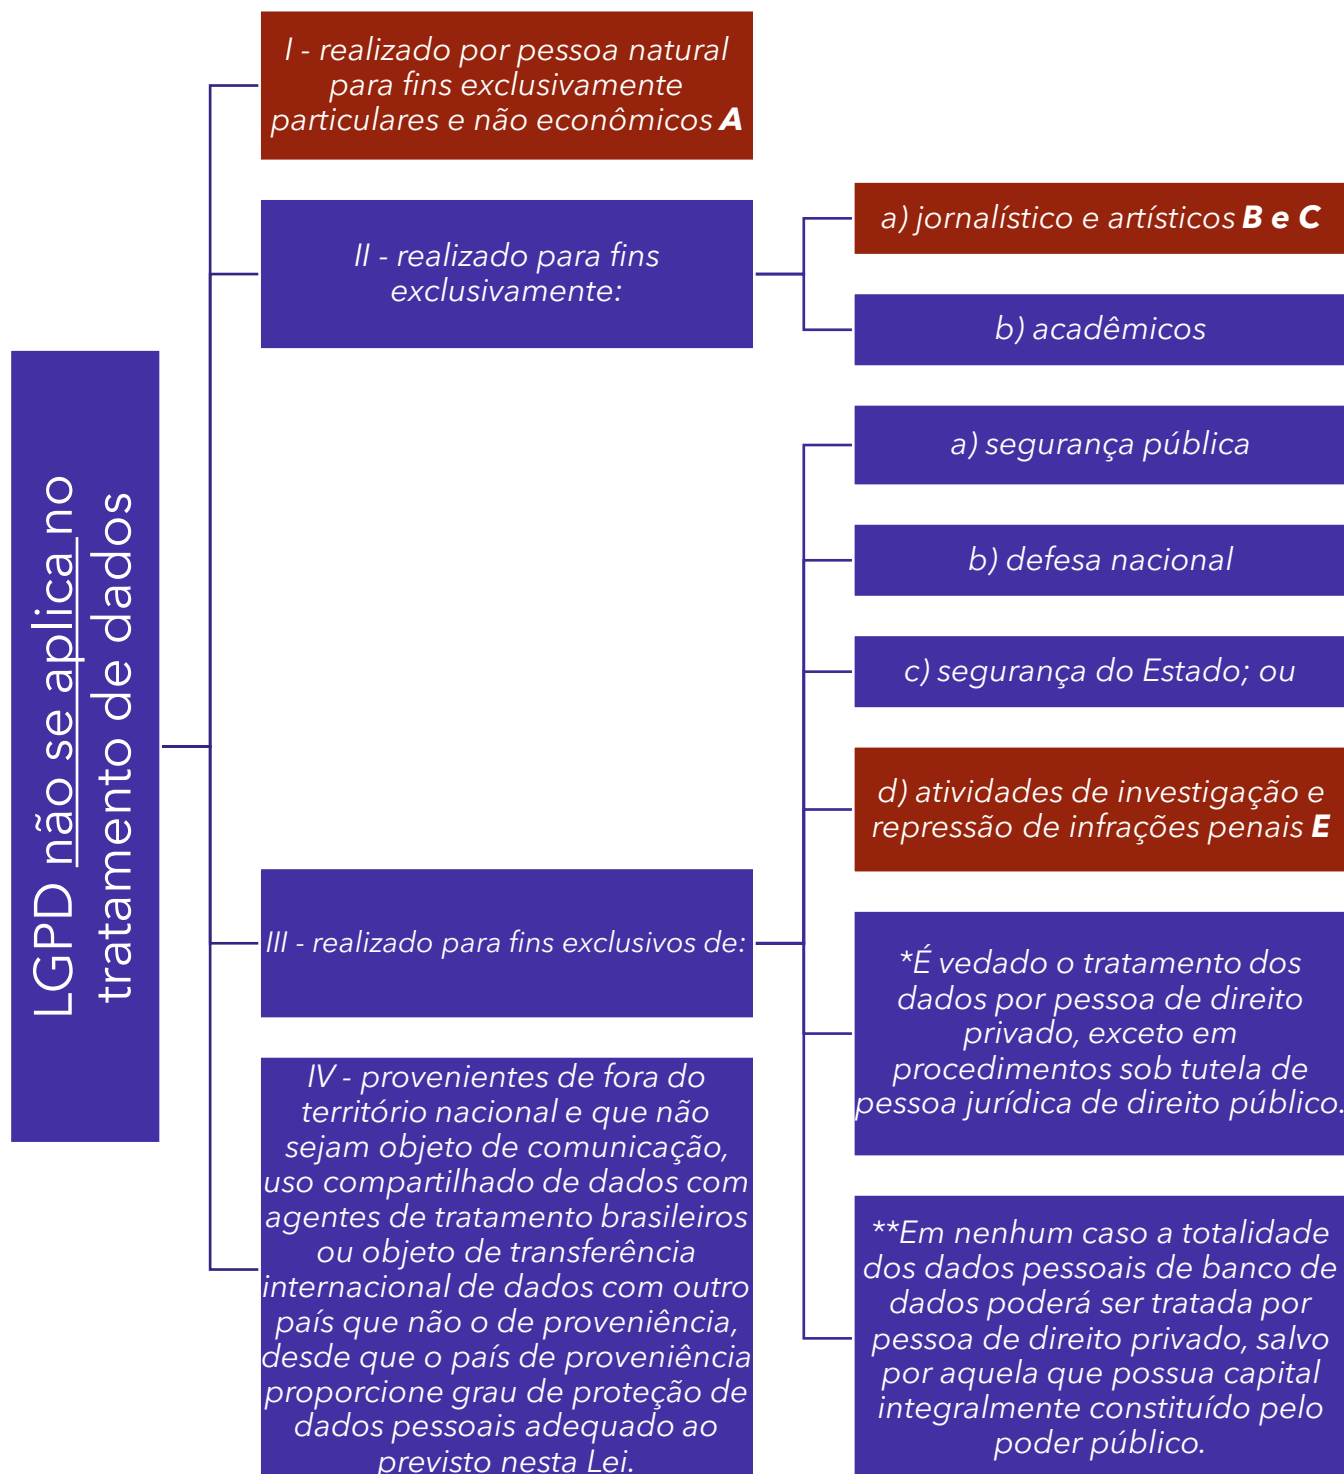 LGPD não se aplica no
tratamento de dados
I - realizado por pessoa natural
para fins exclusivamente
particulares e não econômicos A
II - realizado para fins
exclusivamente:
a) jornalístico e artísticos B e C
b) acadêmicos
III - realizado para fins exclusivos de:
a) segurança pública
b) defesa nacional
c) segurança do Estado; ou
d) atividades de investigação e
repressão de infrações penais E
*É vedado o tratamento dos
dados por pessoa de direito
privado, exceto em
procedimentos sob tutela de
pessoa jurídica de direito público.
**Em nenhum caso a totalidade
dos dados pessoais de banco de
dados poderá ser tratada por
pessoa de direito privado, salvo
por aquela que possua capital
integralmente constituído pelo
poder público.
IV - provenientes de fora do
território nacional e que não
sejam objeto de comunicação,
uso compartilhado de dados com
agentes de tratamento brasileiros
ou objeto de transferência
internacional de dados com outro
país que não o de proveniência,
desde que o país de proveniência
proporcione grau de proteção de
dados pessoais adequado ao
previsto nesta Lei.